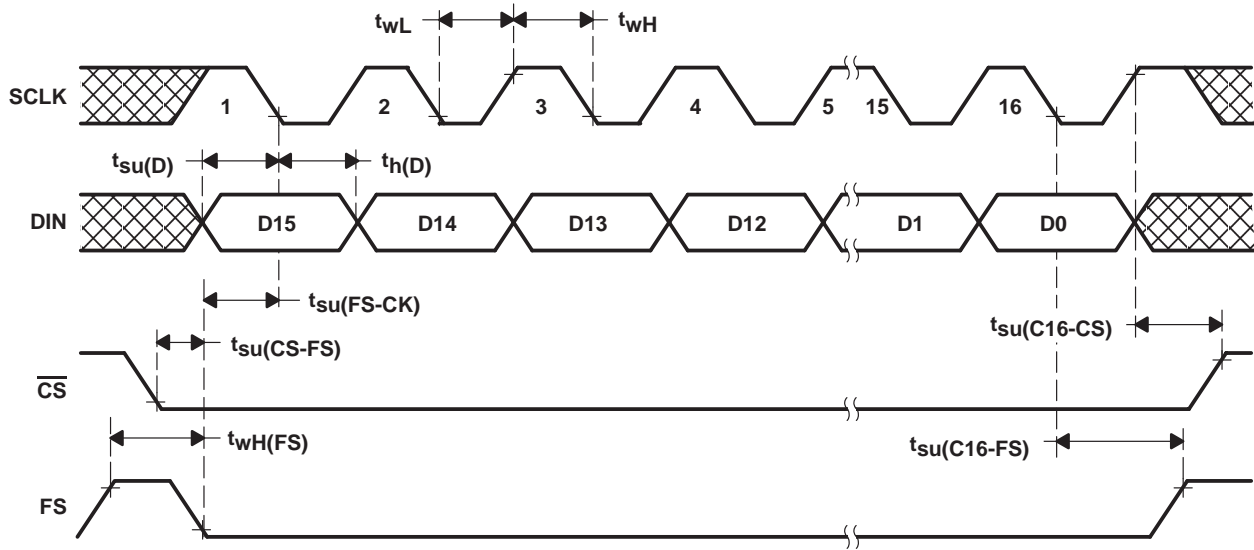 twL
twH
SCLK
1
2
3
4
5
15
16
tsu(D)
th(D)
DIN
D15
D14
D13
D12
D1
D0
tsu(FS-CK)
tsu(C16-CS)
tsu(CS-FS)
CS
twH(FS)
tsu(C16-FS)
FS